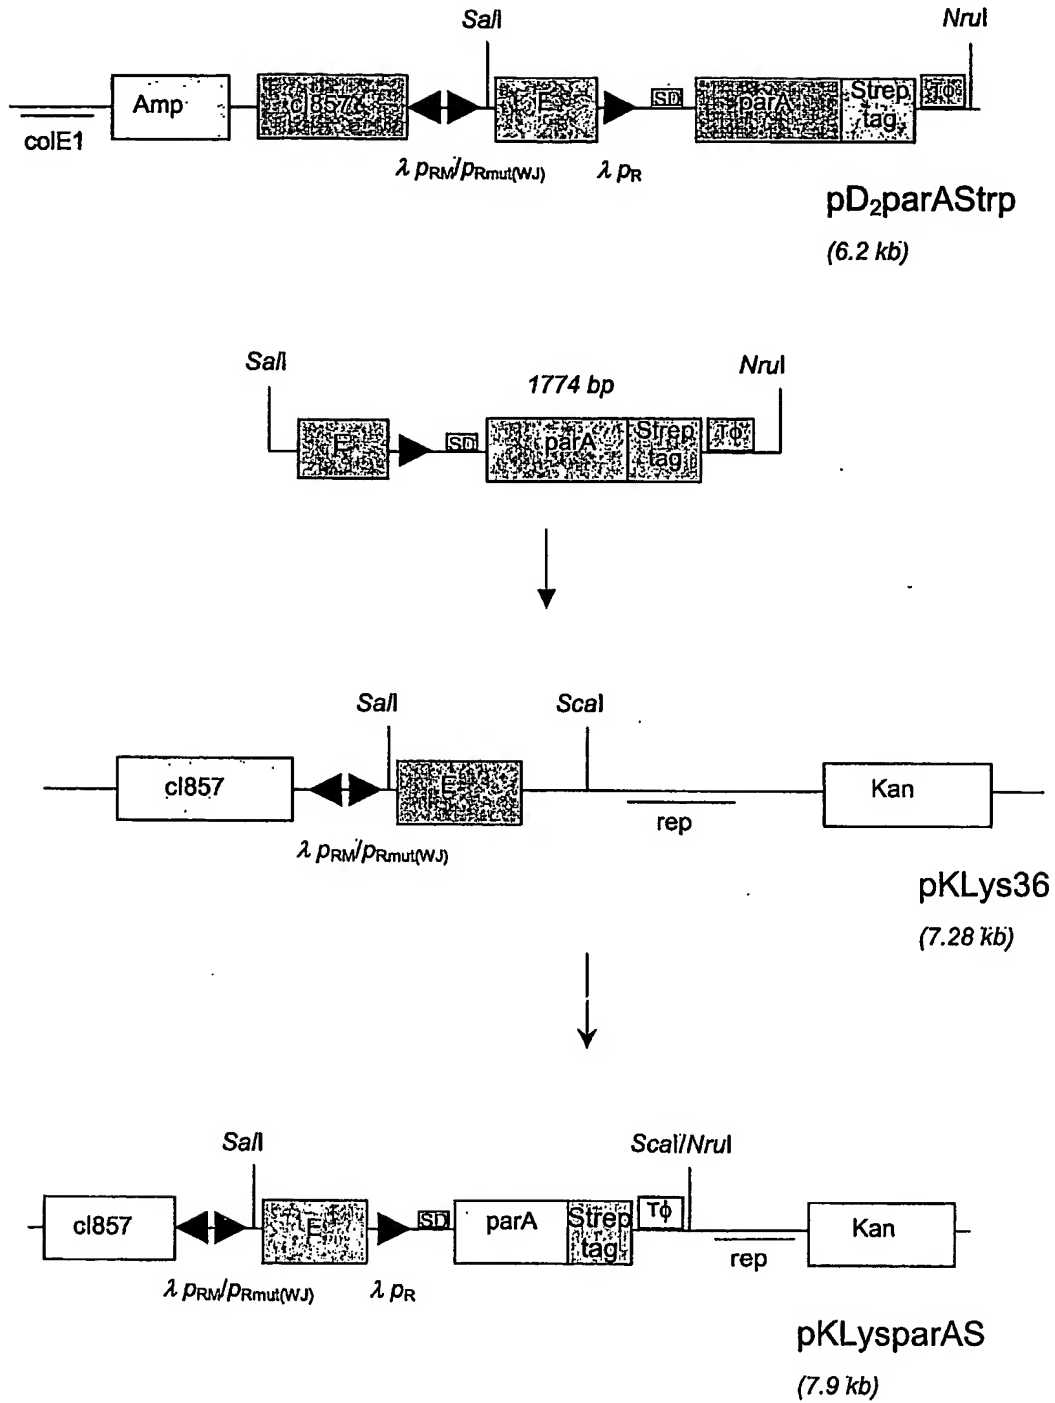 SalI
NruI
Amp
cI857
E
SD
parA
Strep
tag
Tϕ
colE1
λ pRM/pRmut(WJ)
λ pR
pD2parAStrp
(6.2 kb)
SalI
1774 bp
NruI
E
SD
parA
Strep
tag
Tϕ
SalI
ScaI
cI857
E
Kan
rep
λ pRM/pRmut(WJ)
pKLys36
(7.28 kb)
SalI
ScaI/NruI
cI857
E
SD
parA
Strep
tag
Tϕ
Kan
rep
λ pRM/pRmut(WJ)
λ pR
pKLysparAS
(7.9 kb)